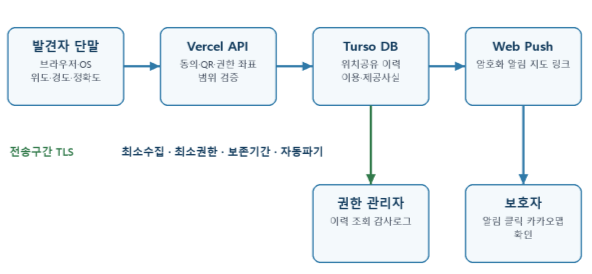 발견자 단말
브라우저·OS
위도·경도·정확도
Vercel API
동의·QR·권한 좌표
범위 검증
Turso DB
위치공유 이력
이용·제공사실
Web Push
암호화 알림 지도 링크
전송구간 TLS
최소수집 · 최소권한 · 보존기간 · 자동파기
권한 관리자
이력 조회 감사로그
보호자
알림 클릭 카카오맵
확인